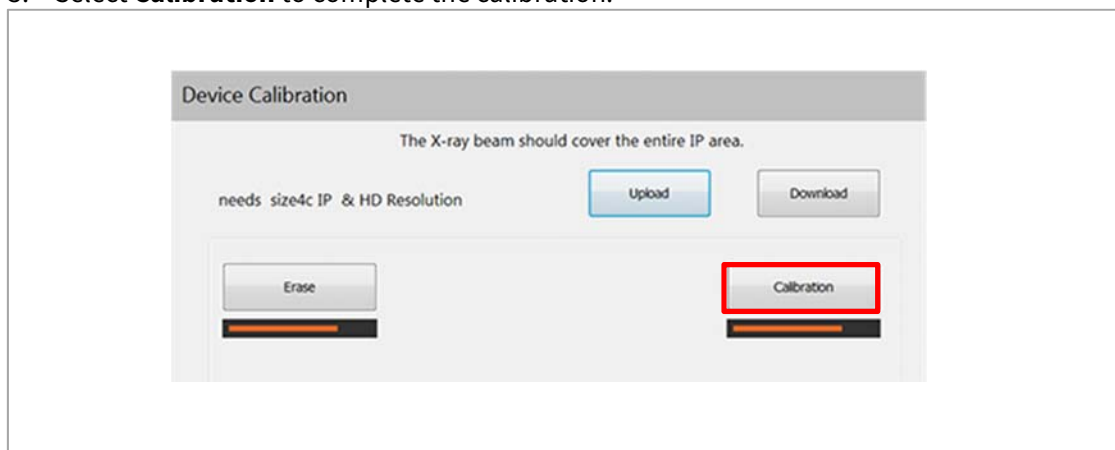 Select Calibration to complete the calibration.
Device Calibration
The X-ray beam should cover the entire IP area.
needs size4c IP & HD Resolution
Upload
Download
Erase
Calibration